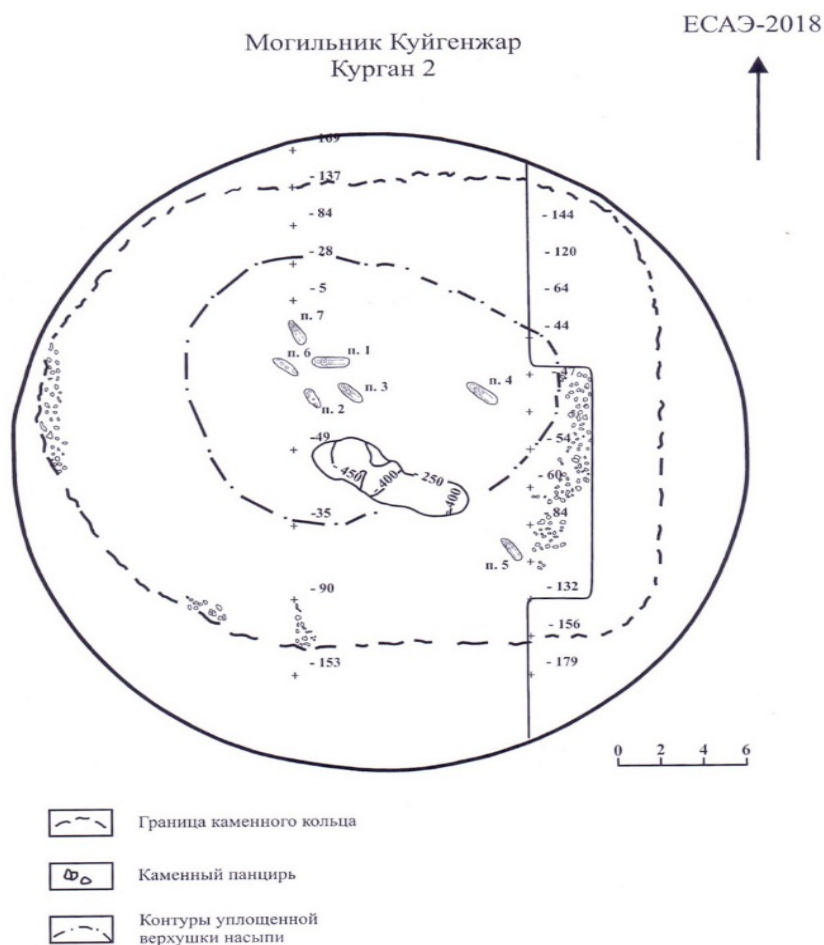 ЕСАЭ-2018
Могильник Куйгенжар
Курган 2
- 169
- 137
- 84
- 28
- 5
- 144
- 120
- 64
- 44
- 47
п. 7
п. 6
п. 1
п. 2
п. 3
п. 4
- 49
- 450
- 400
- 250
- 400
- 54
- 60
84
- 35
п. 5
- 90
- 132
- 156
- 153
- 179
0 2 4 6
Граница каменного кольца
Каменный панцирь
Контуры уплощенной
верхушки насыпи